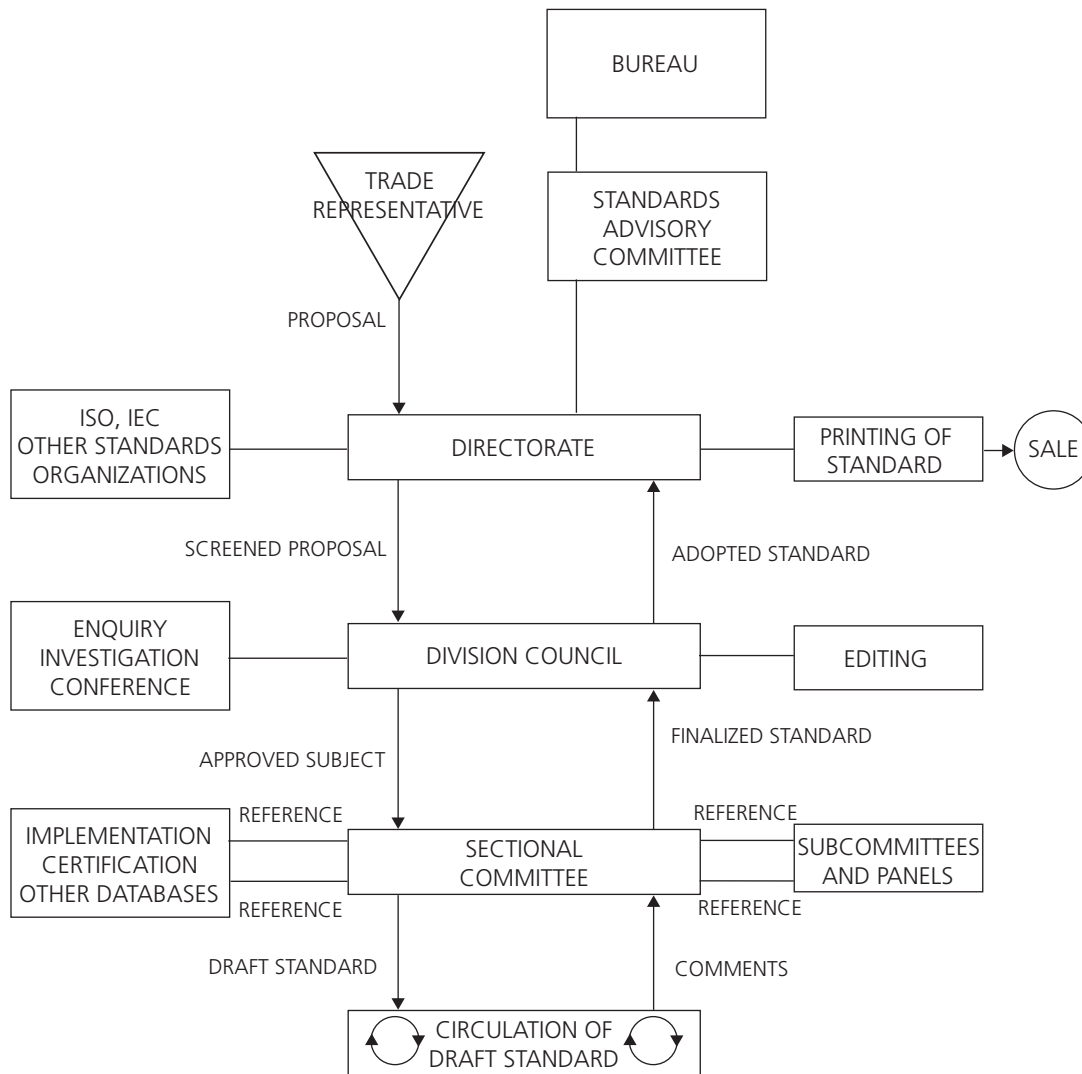 BUREAU
TRADE
REPRESENTATIVE
STANDARDS
ADVISORY
COMMITTEE
PROPOSAL
ISO, IEC
OTHER STANDARDS
ORGANIZATIONS
DIRECTORATE
PRINTING OF
STANDARD
SALE
SCREENED PROPOSAL
ADOPTED STANDARD
ENQUIRY
INVESTIGATION
CONFERENCE
DIVISION COUNCIL
EDITING
APPROVED SUBJECT
FINALIZED STANDARD
REFERENCE
REFERENCE
IMPLEMENTATION
CERTIFICATION
OTHER DATABASES
SECTIONAL
COMMITTEE
SUBCOMMITTEES
AND PANELS
REFERENCE
REFERENCE
DRAFT STANDARD
COMMENTS
CIRCULATION OF
DRAFT STANDARD